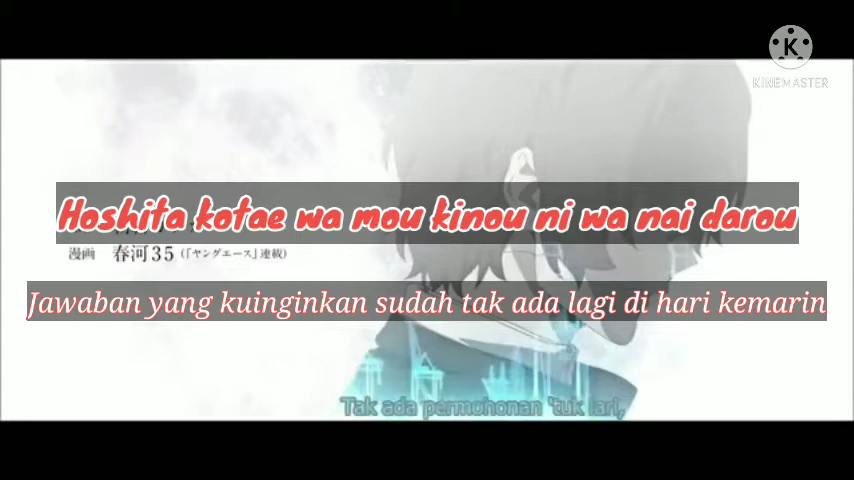 K
KINEMASTER
Hoshita kotae wa mou kinou ni wa nai darou
漫画 春河35 (「ヤングエース」連載)
Jawaban yang kuinginkan sudah tak ada lagi di hari kemarin
Tak ada permohonan 'tuk lari,